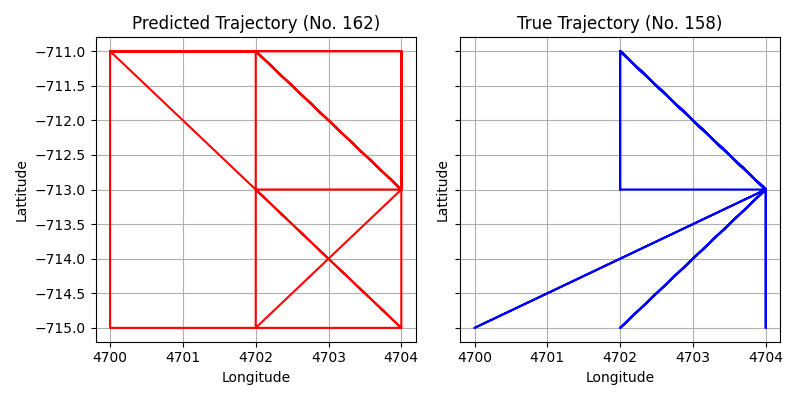 Predicted Trajectory (No. 162)
True Trajectory (No. 158)
−711.0
−711.5
−712.0
−712.5
−713.0
−713.5
−714.0
−714.5
−715.0
Lattitude
Lattitude
4700 4701 4702 4703 4704
4700 4701 4702 4703 4704
Longitude
Longitude